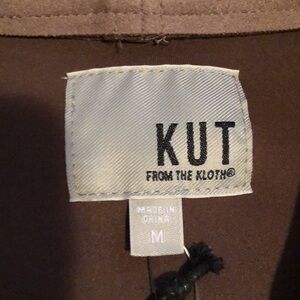 KUT
FROM THE KLOTH®
MADE IN
CHINA
M